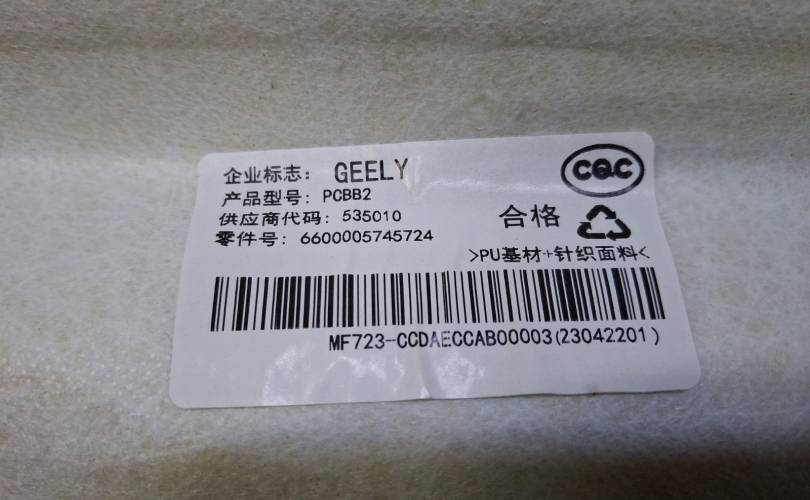 企业标志： GEELY
CQC
产品型号：PCBB2
供应商代码：535010
合格
零件号：6600005745724
>PU基材+针织面料<
MF723-CCDAECCAB00003(23042201)